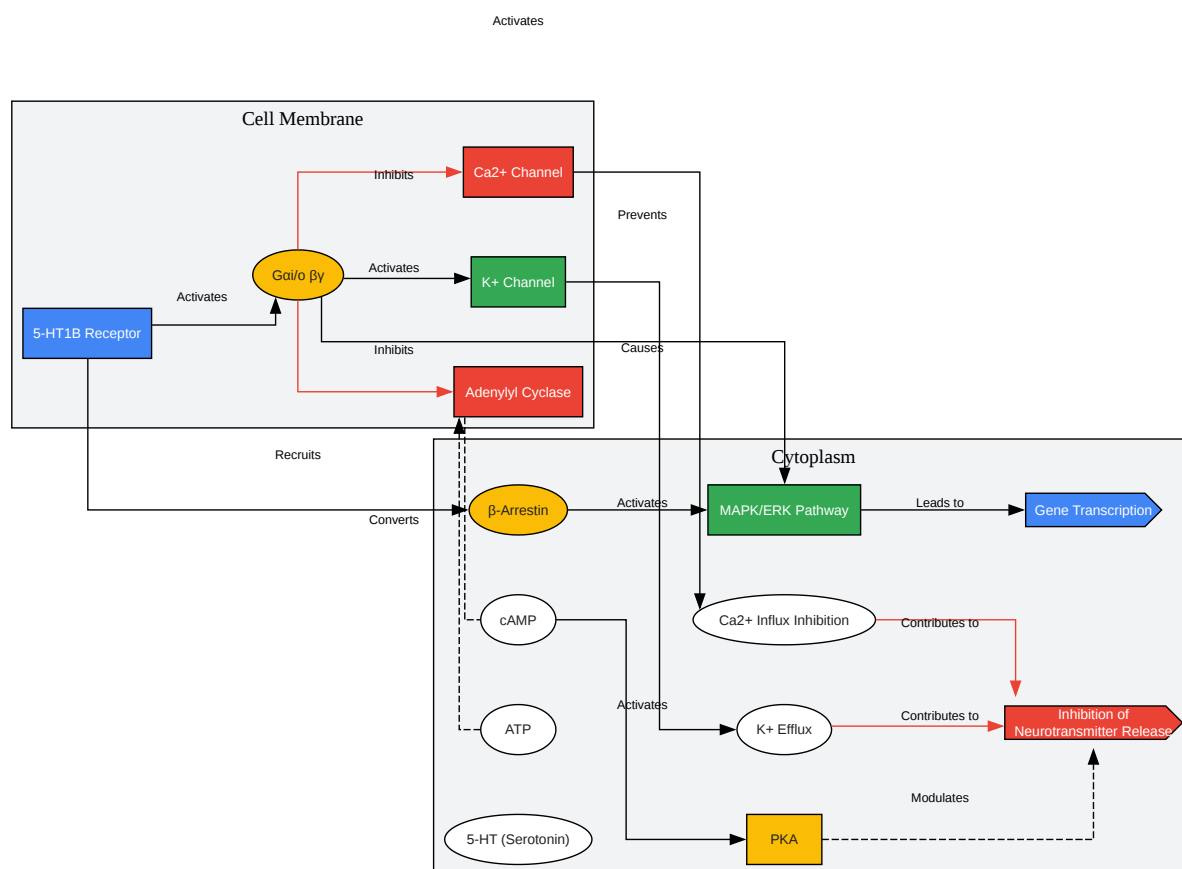 Activates
Cell Membrane
Inhibits
Ca2+ Channel
Prevents
Gαi/o βγ
Activates
K+ Channel
Activates
5-HT1B Receptor
Inhibits
Causes
Adenylyl Cyclase
Recruits
Cytoplasm
Converts
β-Arrestin
Activates
MAPK/ERK Pathway
Leads to
Gene Transcription
cAMP
Ca2+ Influx Inhibition
Contributes to
Activates
ATP
K+ Efflux
Contributes to
Inhibition of
Neurotransmitter Release
Modulates
5-HT (Serotonin)
PKA